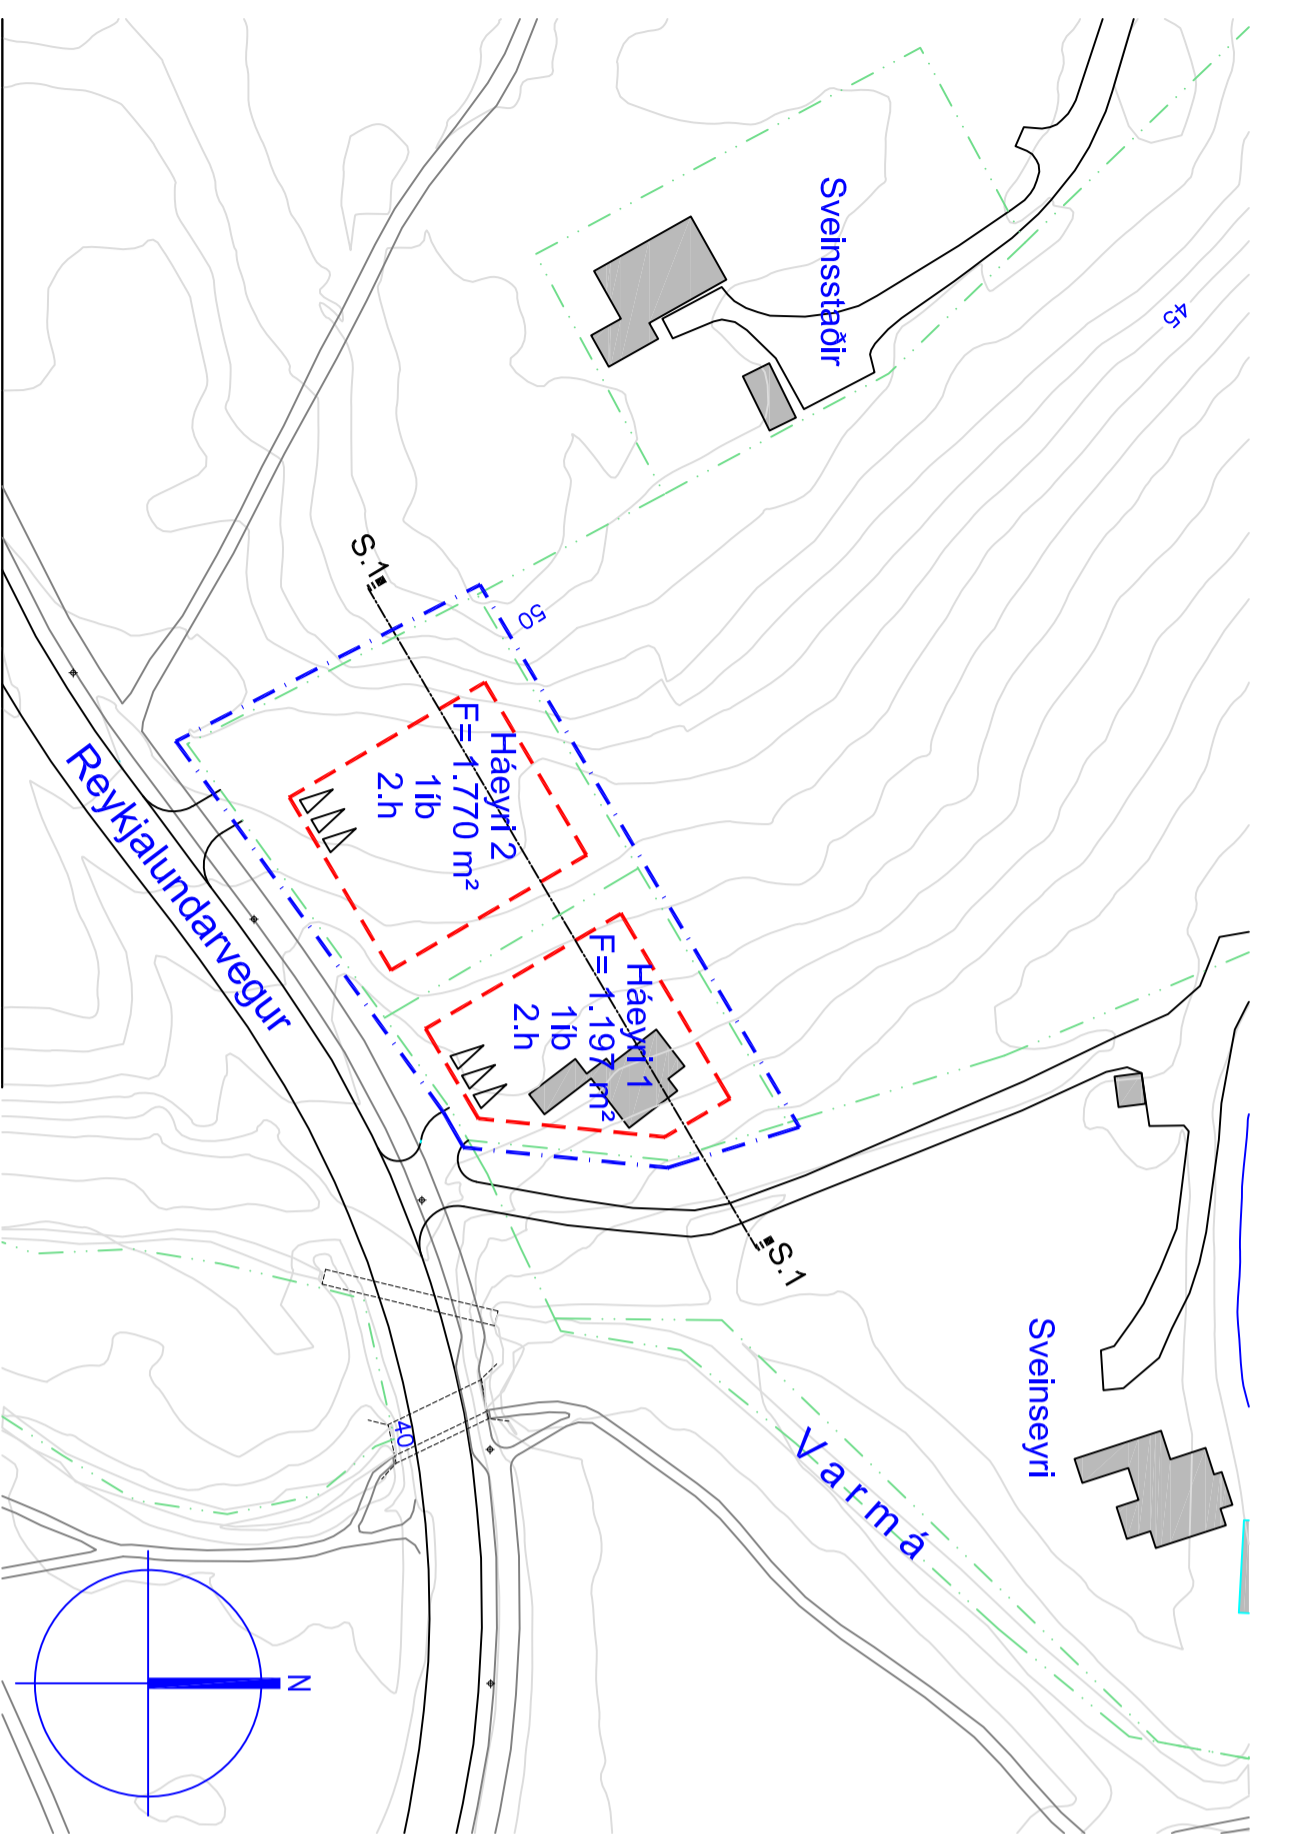 Sveinsstaðir
45
50
S.1
Háeyri 2
F= 1.770 m²
1íb
2.h
Háeyri 1
F= 1.197 m²
1íb
2.h
Reykjalundarvegur
S.1
Sveinseyri
Varmá
40
N